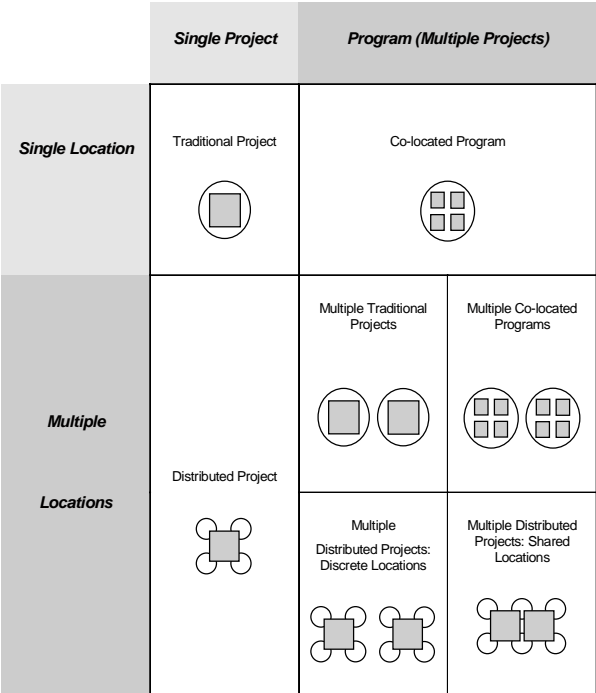 Single Project
Program (Multiple Projects)
Single Location
Traditional Project
Co-located Program
Multiple
Locations
Distributed Project
Multiple Traditional
Projects
Multiple Co-located
Programs
Multiple
Distributed Projects:
Discrete Locations
Multiple Distributed
Projects: Shared
Locations